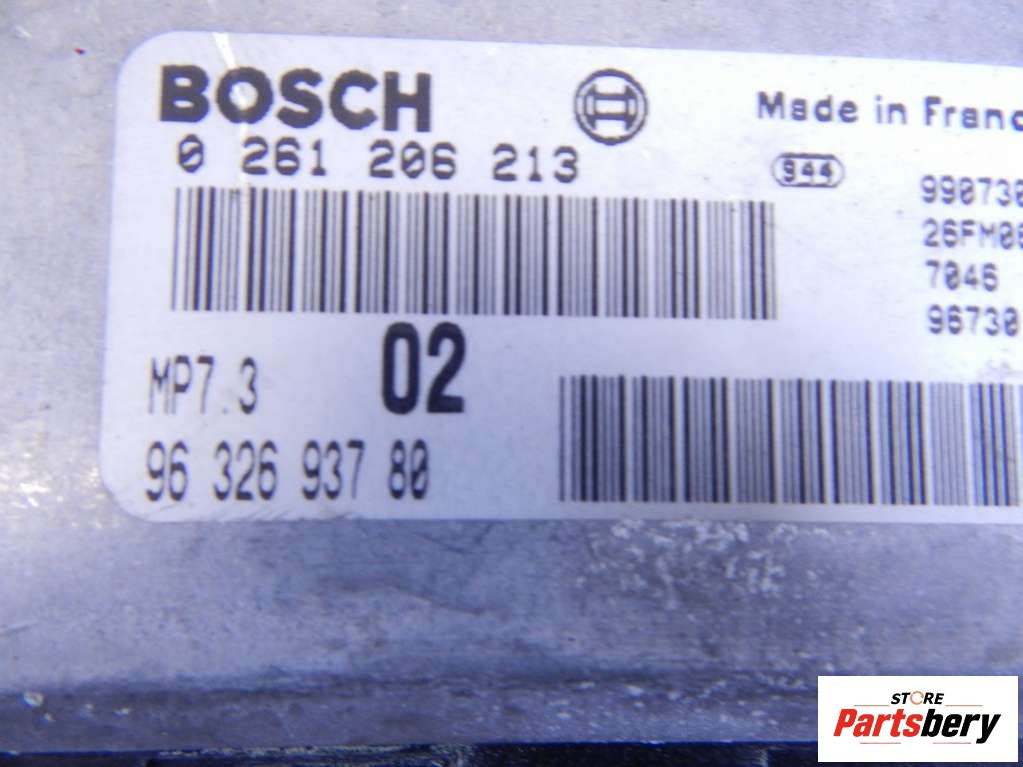 BOSCH
Made in Franc
0 261 206 213
944
990730
26FM06
7046
96730
MP7.3
02
96 326 937 80
STORE
Partsbery